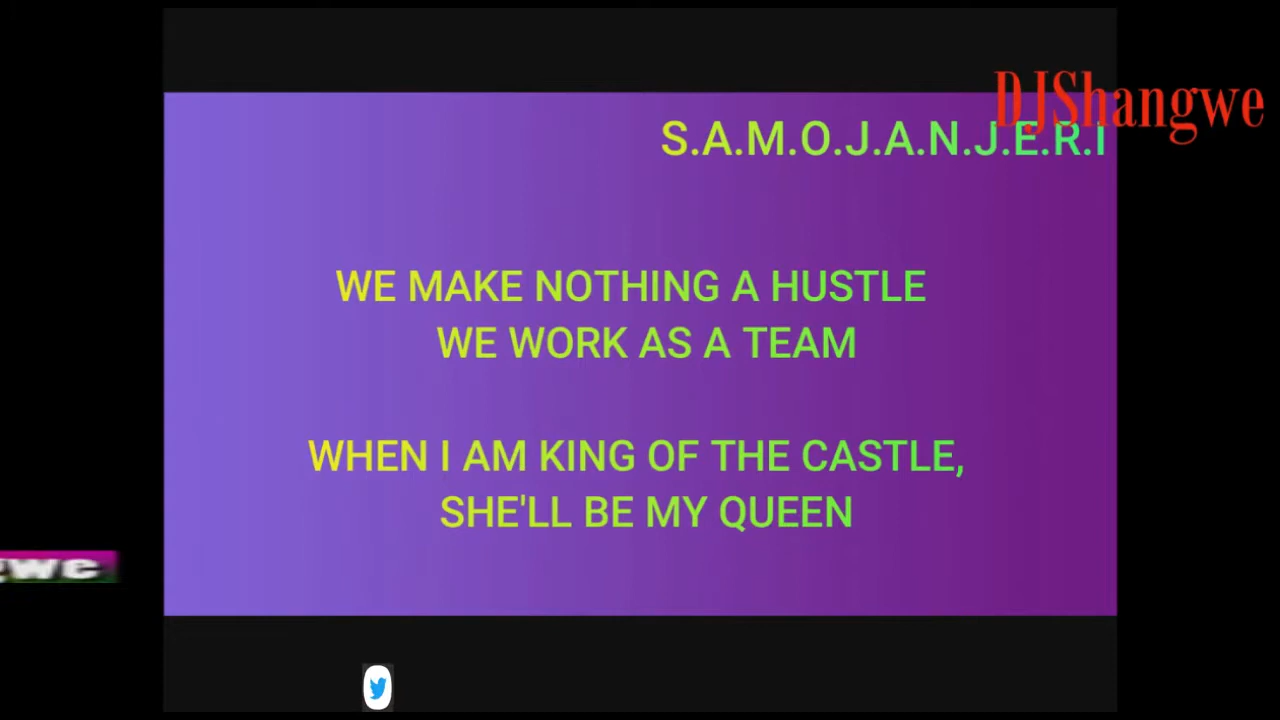 DJShangwe
S.A.M.O.J.A.N.J.E.R.I
WE MAKE NOTHING A HUSTLE
WE WORK AS A TEAM
WHEN I AM KING OF THE CASTLE,
SHE'LL BE MY QUEEN
gwe